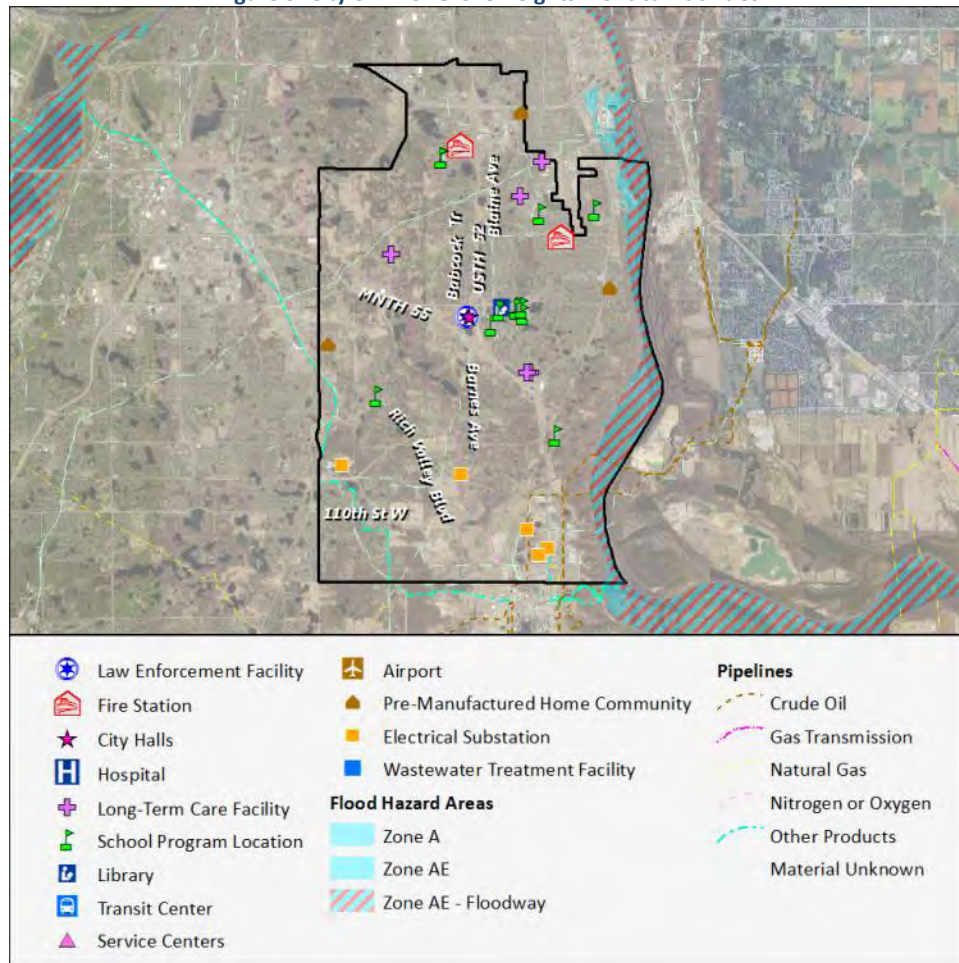 Babcock Tr
USTH 52
Blaine Ave
MNTH 55
Barnes Ave
Rich Valley Blvd
110th St W
Law Enforcement Facility
Fire Station
City Halls
Hospital
Long-Term Care Facility
School Program Location
Library
Transit Center
Service Centers
Airport
Pre-Manufactured Home Community
Electrical Substation
Wastewater Treatment Facility
Flood Hazard Areas
Zone A
Zone AE
Zone AE - Floodway
Pipelines
Crude Oil
Gas Transmission
Natural Gas
Nitrogen or Oxygen
Other Products
Material Unknown